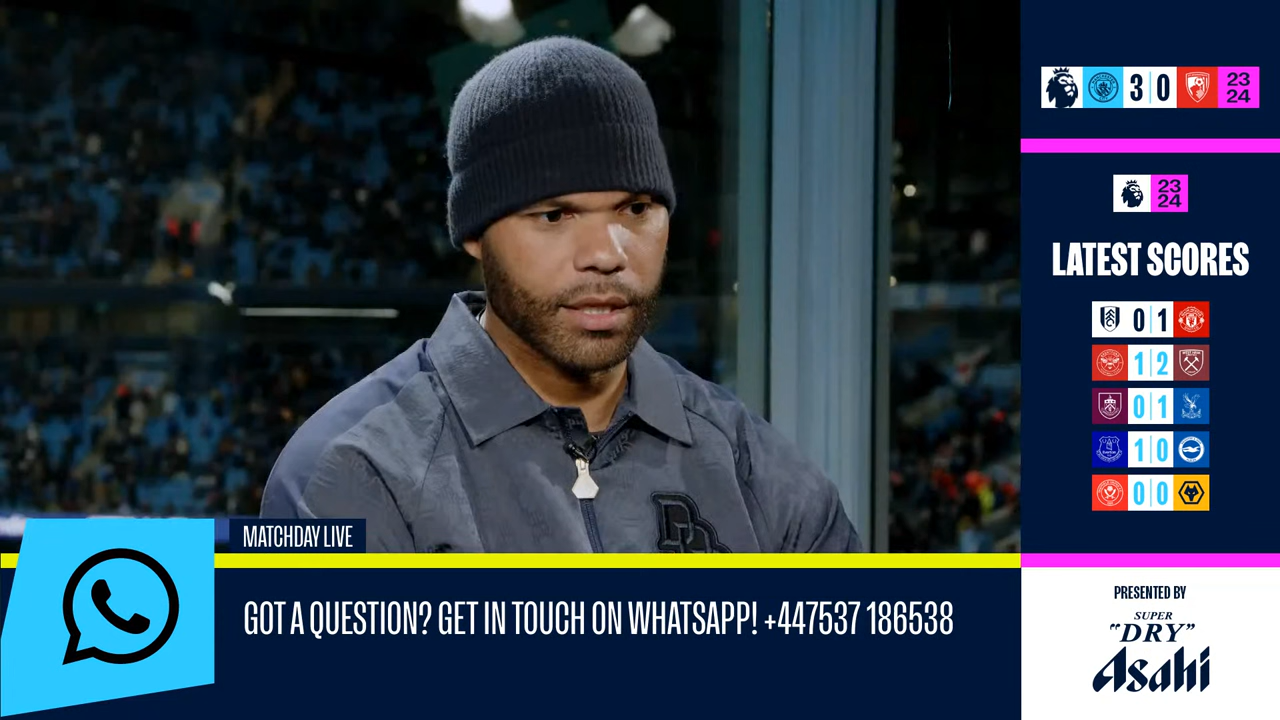 3 0
23
24
23
24
LATEST SCORES
0 1
1 2
0 1
1 0
0 0
MATCHDAY LIVE
GOT A QUESTION? GET IN TOUCH ON WHATSAPP! +447537 186538
PRESENTED BY
SUPER
"DRY"
Asahi